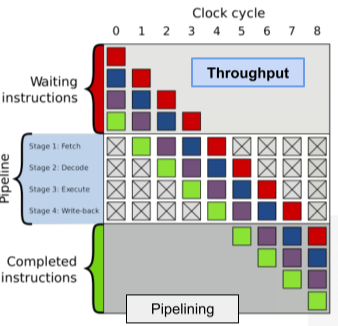 Clock cycle
0 1 2 3 4 5 6 7 8
Throughput
Waiting
instructions
Pipeline
Stage 1: Fetch
Stage 2: Decode
Stage 3: Execute
Stage 4: Write-back
Completed
instructions
Pipelining